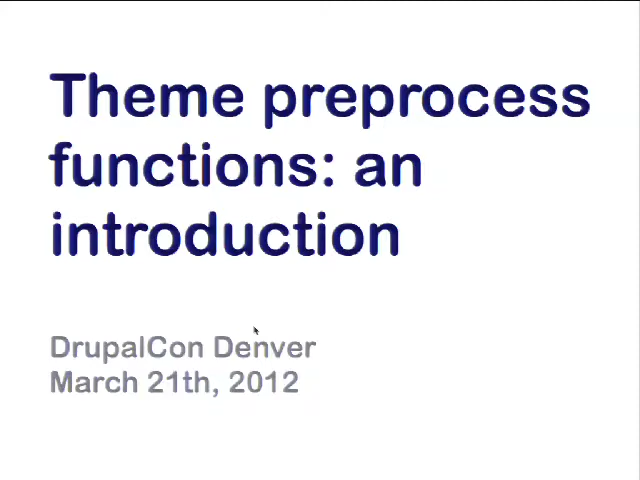 Theme preprocess
functions: an
introduction
DrupalCon Denver
March 21th, 2012